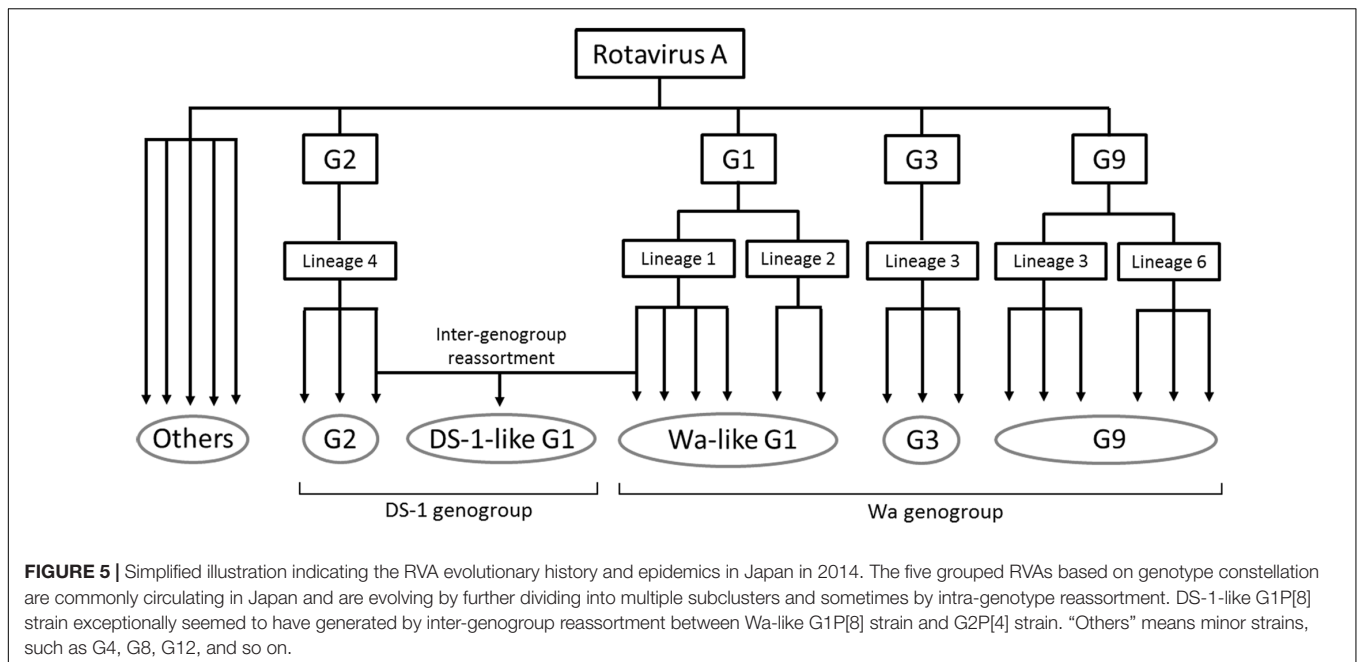 Rotavirus A
G2
G1
G3
G9
Lineage 4
Lineage 1
Lineage 2
Lineage 3
Lineage 3
Lineage 6
Inter-genogroup
reassortment
Others
G2
DS-1-like G1
Wa-like G1
G3
G9
DS-1 genogroup
Wa genogroup
FIGURE 5 | Simplified illustration indicating the RVA evolutionary history and epidemics in Japan in 2014. The five grouped RVAs based on genotype constellation
are commonly circulating in Japan and are evolving by further dividing into multiple subclusters and sometimes by intra-genotype reassortment. DS-1-like G1P[8]
strain exceptionally seemed to have generated by inter-genogroup reassortment between Wa-like G1P[8] strain and G2P[4] strain. “Others” means minor strains,
such as G4, G8, G12, and so on.